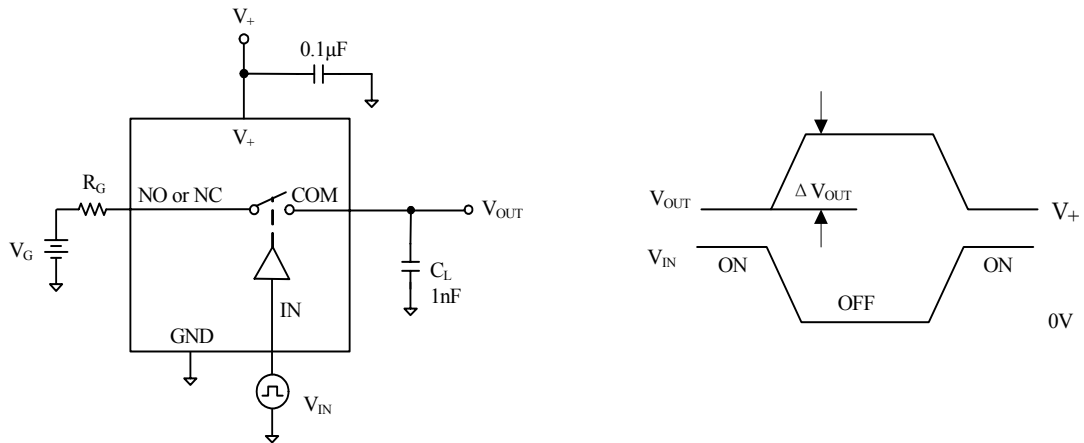 V+
0.1μF
V+
RG
NO or NC
COM
VOUT
VG
CL
1nF
IN
GND
VIN
VOUT
ΔVOUT
V+
VIN
ON
OFF
ON
0V